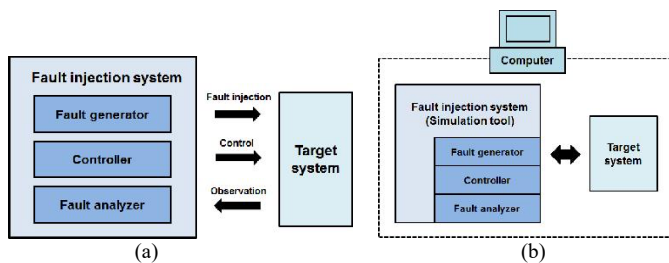 Fault injection system
Fault generator
Controller
Fault analyzer
Fault injection
Control
Observation
Target
system
(a)
Computer
Fault injection system
(Simulation tool)
Fault generator
Controller
Fault analyzer
Target
system
(b)